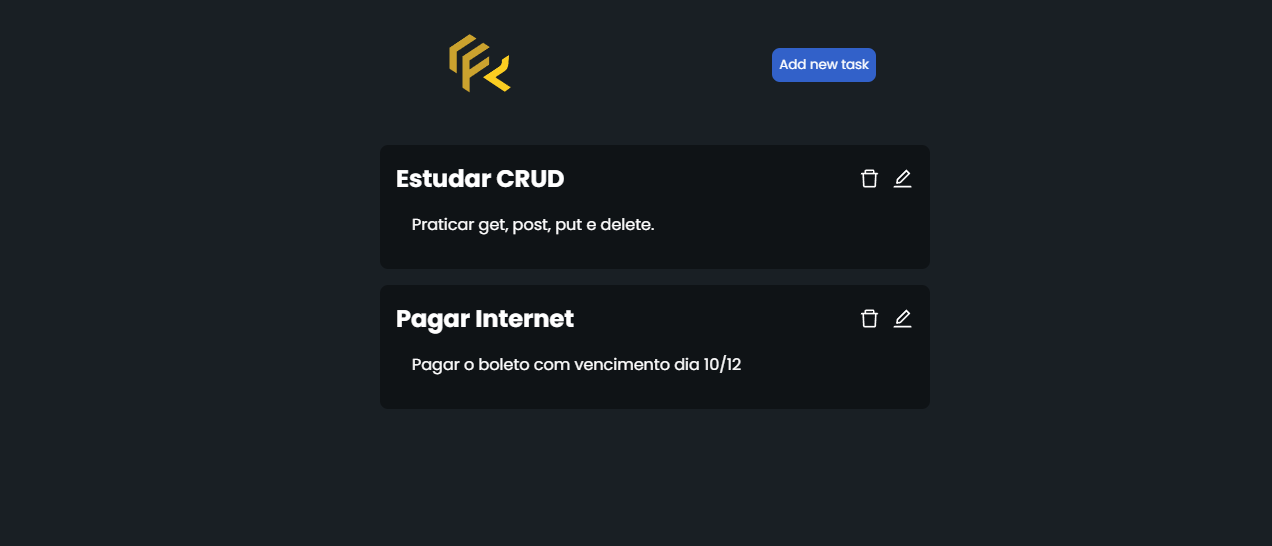 Add new task
Estudar CRUD
Praticar get, post, put e delete.
Pagar Internet
Pagar o boleto com vencimento dia 10/12